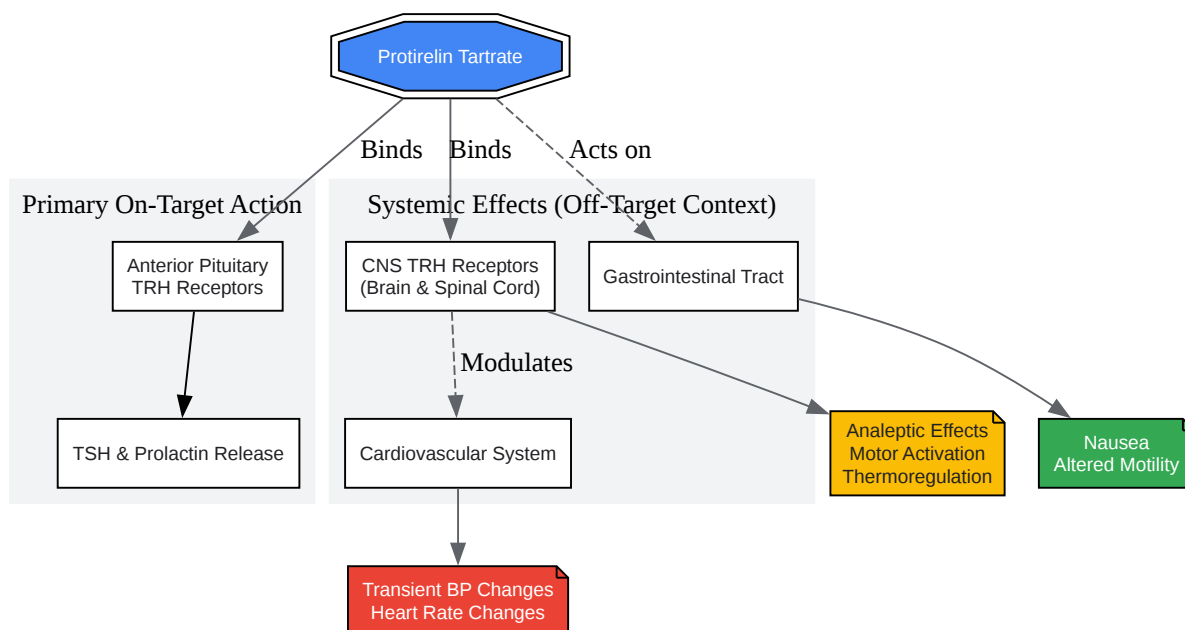 Protirelin Tartrate
Binds
Binds
Acts on
Primary On-Target Action
Systemic Effects (Off-Target Context)
Anterior Pituitary
TRH Receptors
CNS TRH Receptors
(Brain & Spinal Cord)
Gastrointestinal Tract
Modulates
TSH & Prolactin Release
Cardiovascular System
Analeptic Effects
Motor Activation
Thermoregulation
Nausea
Altered Motility
Transient BP Changes
Heart Rate Changes